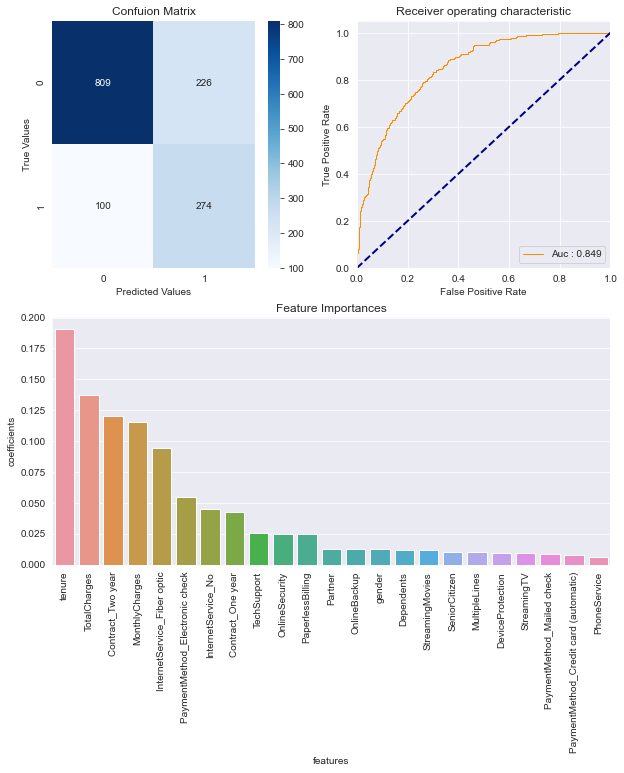 Confuion Matrix
809
226
100
274
0
1
True Values
0
1
Predicted Values
800
700
600
500
400
300
200
100
Receiver operating characteristic
1.0
0.8
0.6
0.4
0.2
0.0
True Positive Rate
0.0
0.2
0.4
0.6
0.8
1.0
False Positive Rate
Auc : 0.849
Feature Importances
0.200
0.175
0.150
0.125
0.100
0.075
0.050
0.025
0.000
coefficients
tenure
TotalCharges
Contract_Two year
MonthlyCharges
InternetService_Fiber optic
PaymentMethod_Electronic check
InternetService_No
Contract_One year
TechSupport
OnlineSecurity
PaperlessBilling
Partner
OnlineBackup
gender
Dependents
StreamingMovies
SeniorCitizen
MultipleLines
DeviceProtection
StreamingTV
PaymentMethod_Mailed check
PaymentMethod_Credit card (automatic)
PhoneService
features